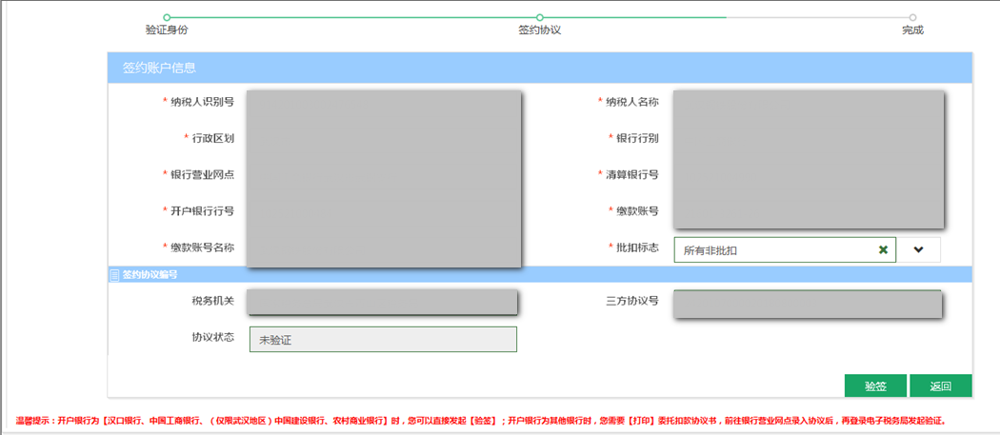 验证身份 签约协议 完成
签约账户信息
* 纳税人识别号 * 纳税人名称
* 行政区划 * 银行行别
* 银行营业网点 * 清算银行号
* 开户银行行号 * 缴款账号
* 缴款账号名称 * 批扣标志 所有非批扣
签约协议编号
税务机关 三方协议号
协议状态 未验证
验签 返回
温馨提示：开户银行为【汉口银行、中国工商银行、（仅限武汉地区）中国建设银行、农村商业银行】时，您可以直接发起【验签】；开户银行为其他银行时，您需要【打印】委托扣款协议书，前往银行营业网点录入协议后，再登录电子税务局发起验证。